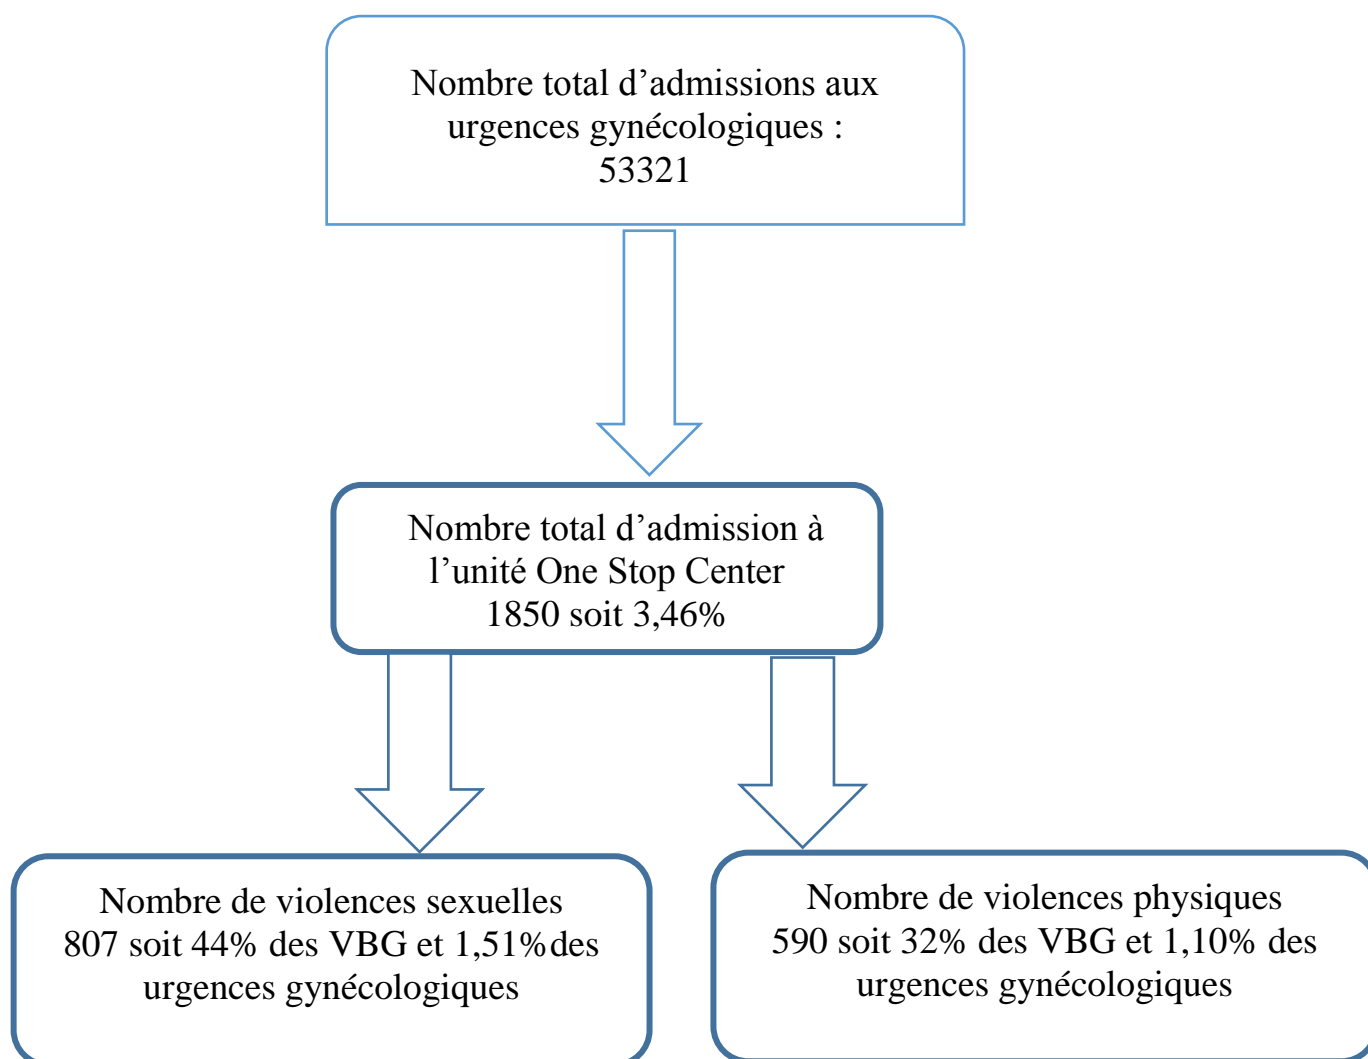 Nombre total d’admissions aux
urgences gynécologiques :
53321
Nombre total d’admission à
l’unité One Stop Center
1850 soit 3,46%
Nombre de violences sexuelles
807 soit 44% des VBG et 1,51%des
urgences gynécologiques
Nombre de violences physiques
590 soit 32% des VBG et 1,10% des
urgences gynécologiques